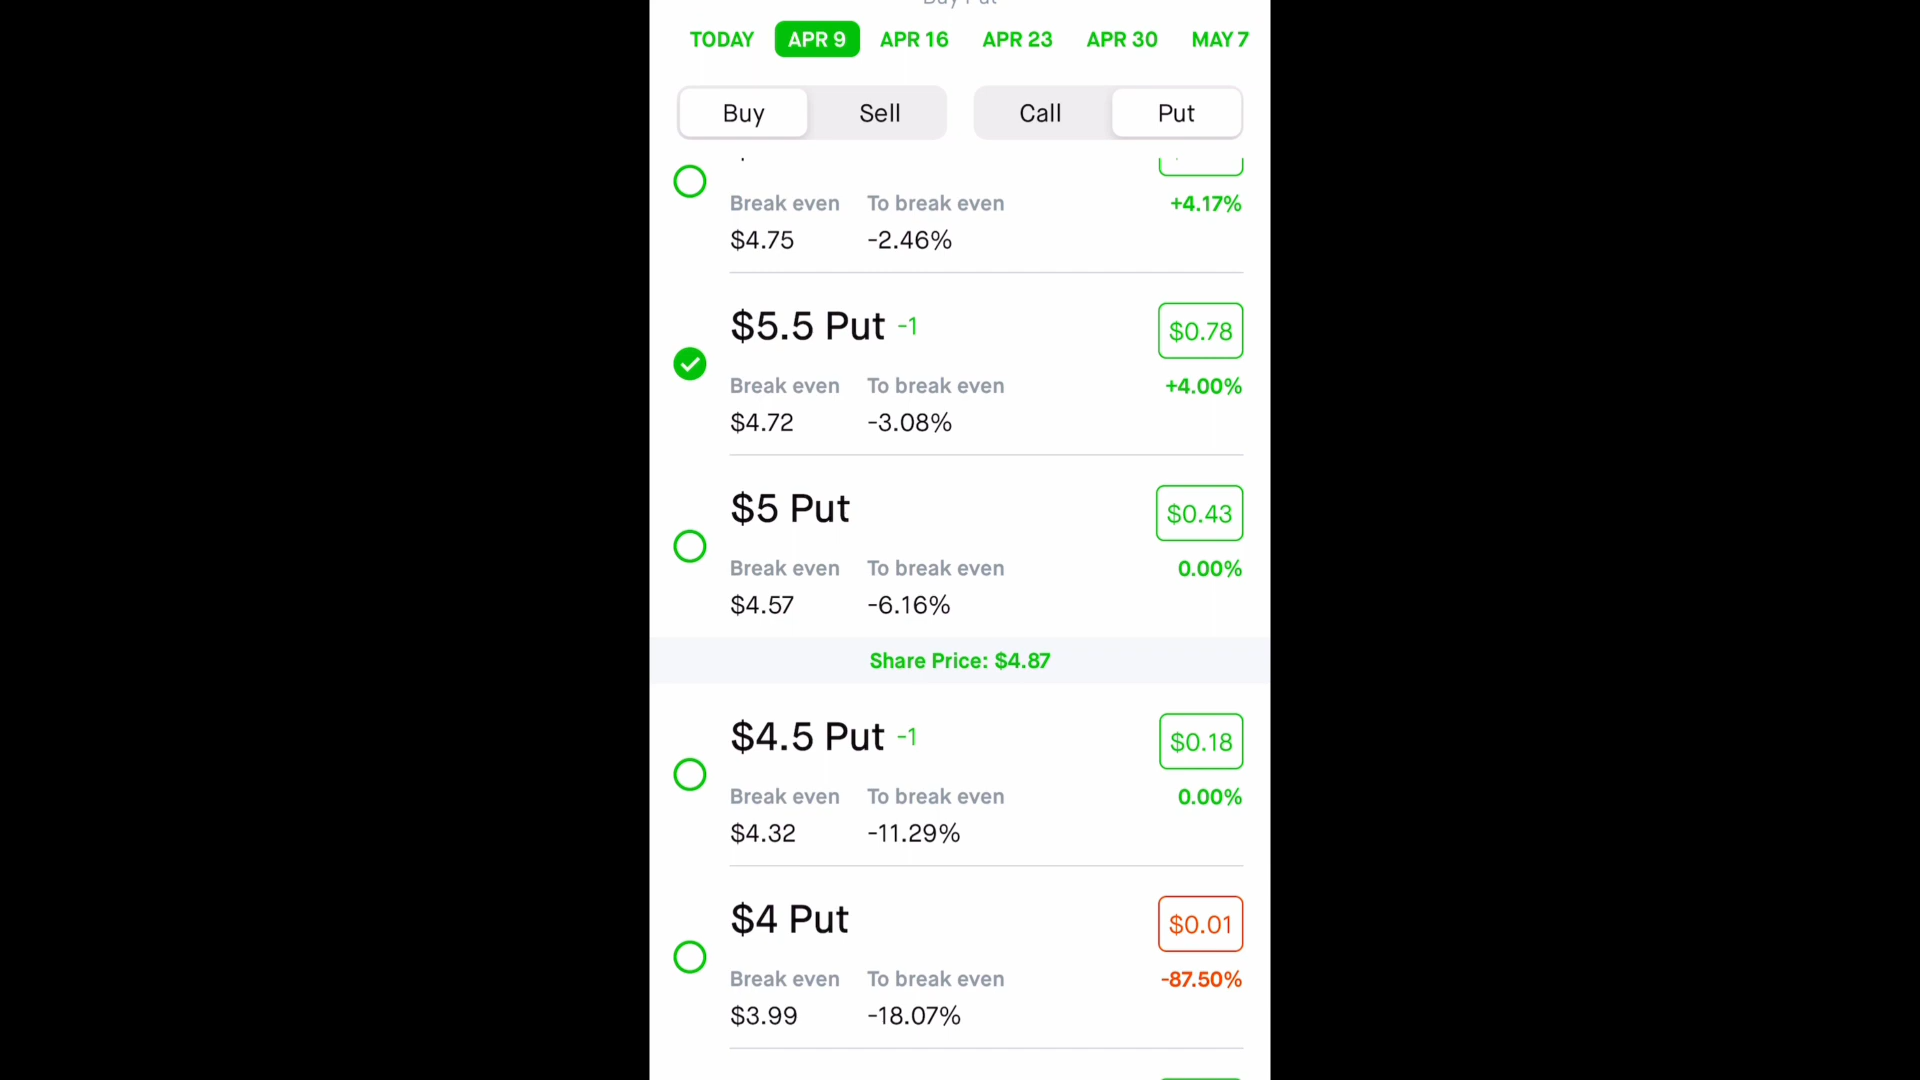 Buy Put
TODAY APR 9 APR 16 APR 23 APR 30 MAY 7
Buy Sell Call Put
Break even To break even +4.17%
$4.75 -2.46%
$5.5 Put -1 $0.78
Break even To break even +4.00%
$4.72 -3.08%
$5 Put $0.43
Break even To break even 0.00%
$4.57 -6.16%
Share Price: $4.87
$4.5 Put -1 $0.18
Break even To break even 0.00%
$4.32 -11.29%
$4 Put $0.01
Break even To break even -87.50%
$3.99 -18.07%